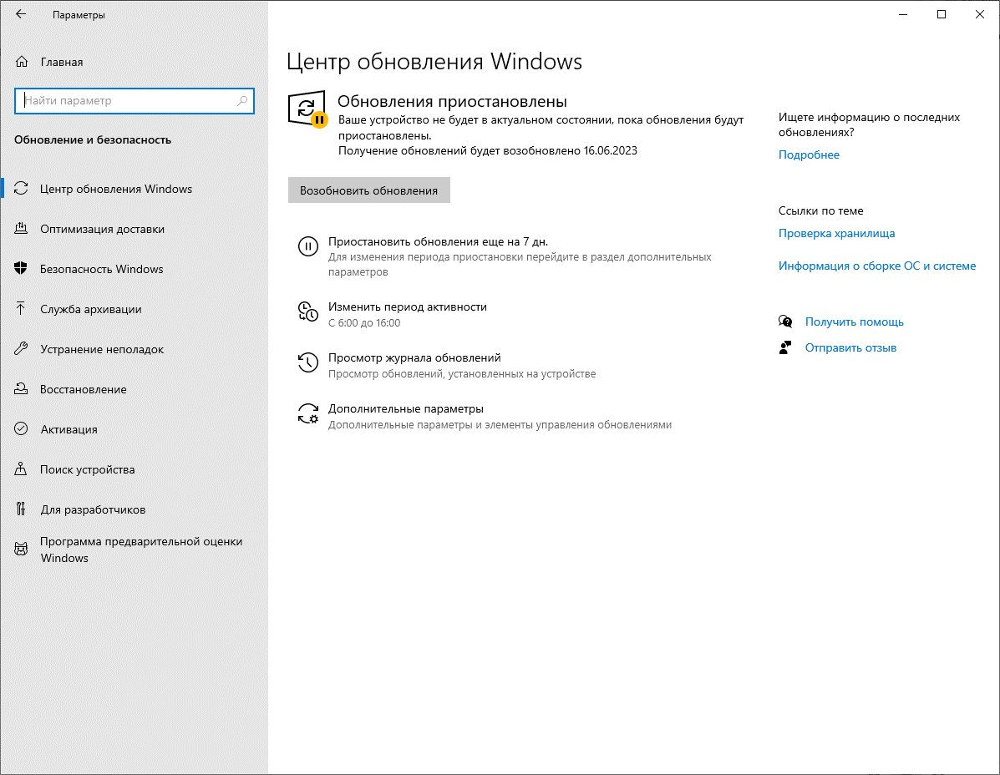 Параметры
Главная
Найти параметр
Обновление и безопасность
Центр обновления Windows
Оптимизация доставки
Безопасность Windows
Служба архивации
Устранение неполадок
Восстановление
Активация
Поиск устройства
Для разработчиков
Программа предварительной оценки
Windows
Центр обновления Windows
Обновления приостановлены
Ваше устройство не будет в актуальном состоянии, пока обновления будут
приостановлены.
Получение обновлений будет возобновлено 16.06.2023
Возобновить обновления
Приостановить обновления еще на 7 дн.
Для изменения периода приостановки перейдите в раздел дополнительных
параметров
Изменить период активности
С 6:00 до 16:00
Просмотр журнала обновлений
Просмотр обновлений, установленных на устройстве
Дополнительные параметры
Дополнительные параметры и элементы управления обновлениями
Ищете информацию о последних
обновлениях?
Подробнее
Ссылки по теме
Проверка хранилища
Информация о сборке ОС и системе
Получить помощь
Отправить отзыв